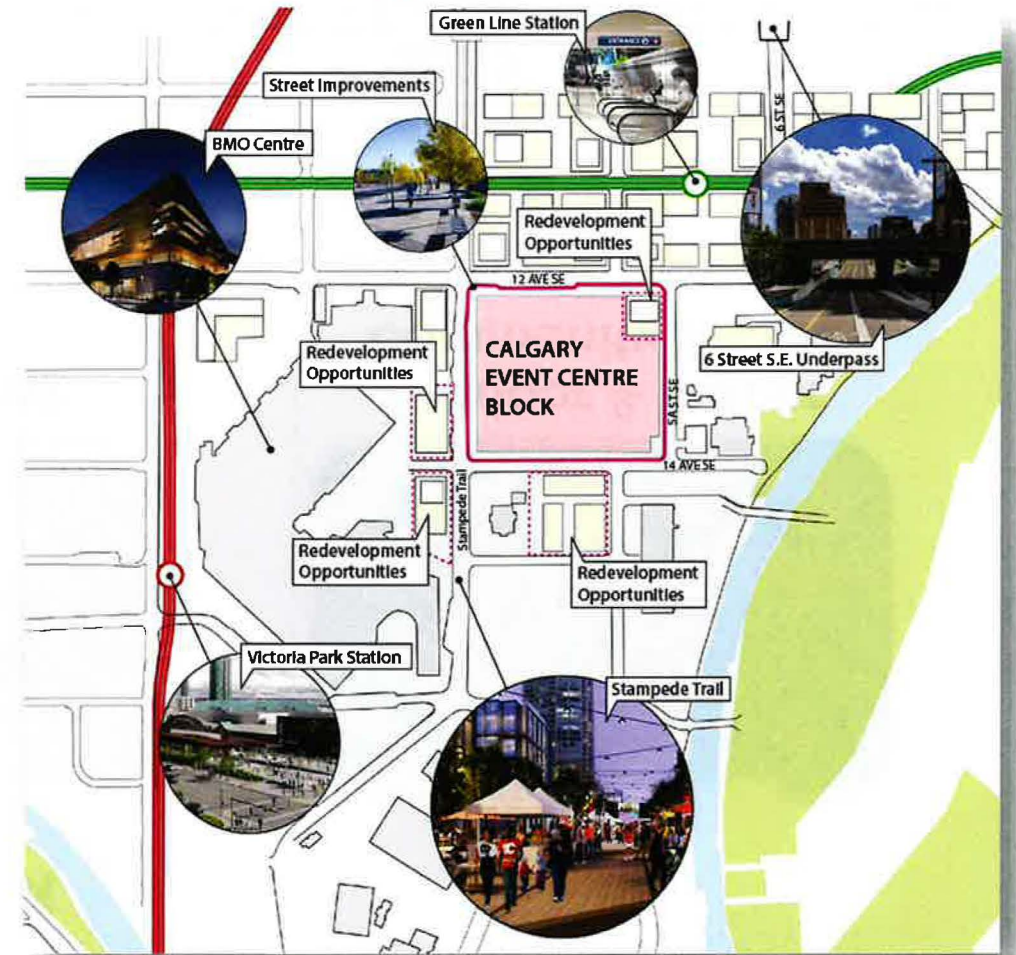 Green Line Station
Street Improvements
BMO Centre
6 ST SE
Redevelopment
Opportunities
12 AVE SE
CALGARY
EVENT CENTRE
BLOCK
Redevelopment
Opportunities
6 Street S.E. Underpass
5A ST SE
14 AVE SE
Stampede Trail
Redevelopment
Opportunities
Redevelopment
Opportunities
Victoria Park Station
Stampede Trail